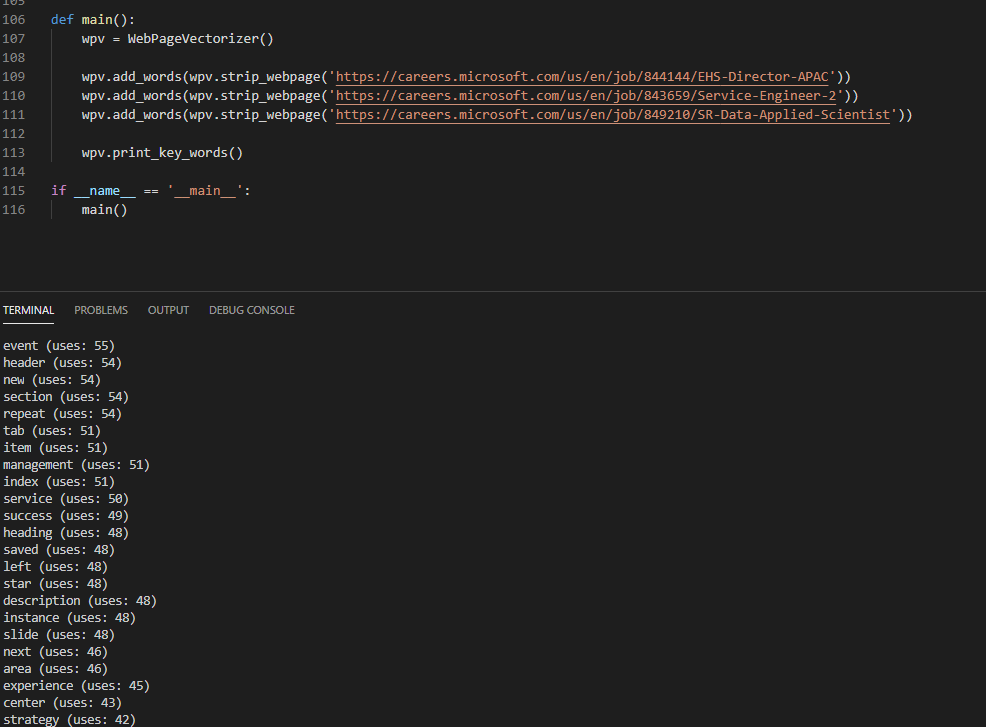 105
106 def main():
107 wpv = WebPageVectorizer()
108
109 wpv.add_words(wpv.strip_webpage('https://careers.microsoft.com/us/en/job/844144/EHS-Director-APAC'))
110 wpv.add_words(wpv.strip_webpage('https://careers.microsoft.com/us/en/job/843659/Service-Engineer-2'))
111 wpv.add_words(wpv.strip_webpage('https://careers.microsoft.com/us/en/job/849210/SR-Data-Applied-Scientist'))
112
113 wpv.print_key_words()
114
115 if __name__ == '__main__':
116 main()
TERMINAL PROBLEMS OUTPUT DEBUG CONSOLE
event (uses: 55)
header (uses: 54)
new (uses: 54)
section (uses: 54)
repeat (uses: 54)
tab (uses: 51)
item (uses: 51)
management (uses: 51)
index (uses: 51)
service (uses: 50)
success (uses: 49)
heading (uses: 48)
saved (uses: 48)
left (uses: 48)
star (uses: 48)
description (uses: 48)
instance (uses: 48)
slide (uses: 48)
next (uses: 46)
area (uses: 46)
experience (uses: 45)
center (uses: 43)
strategy (uses: 42)